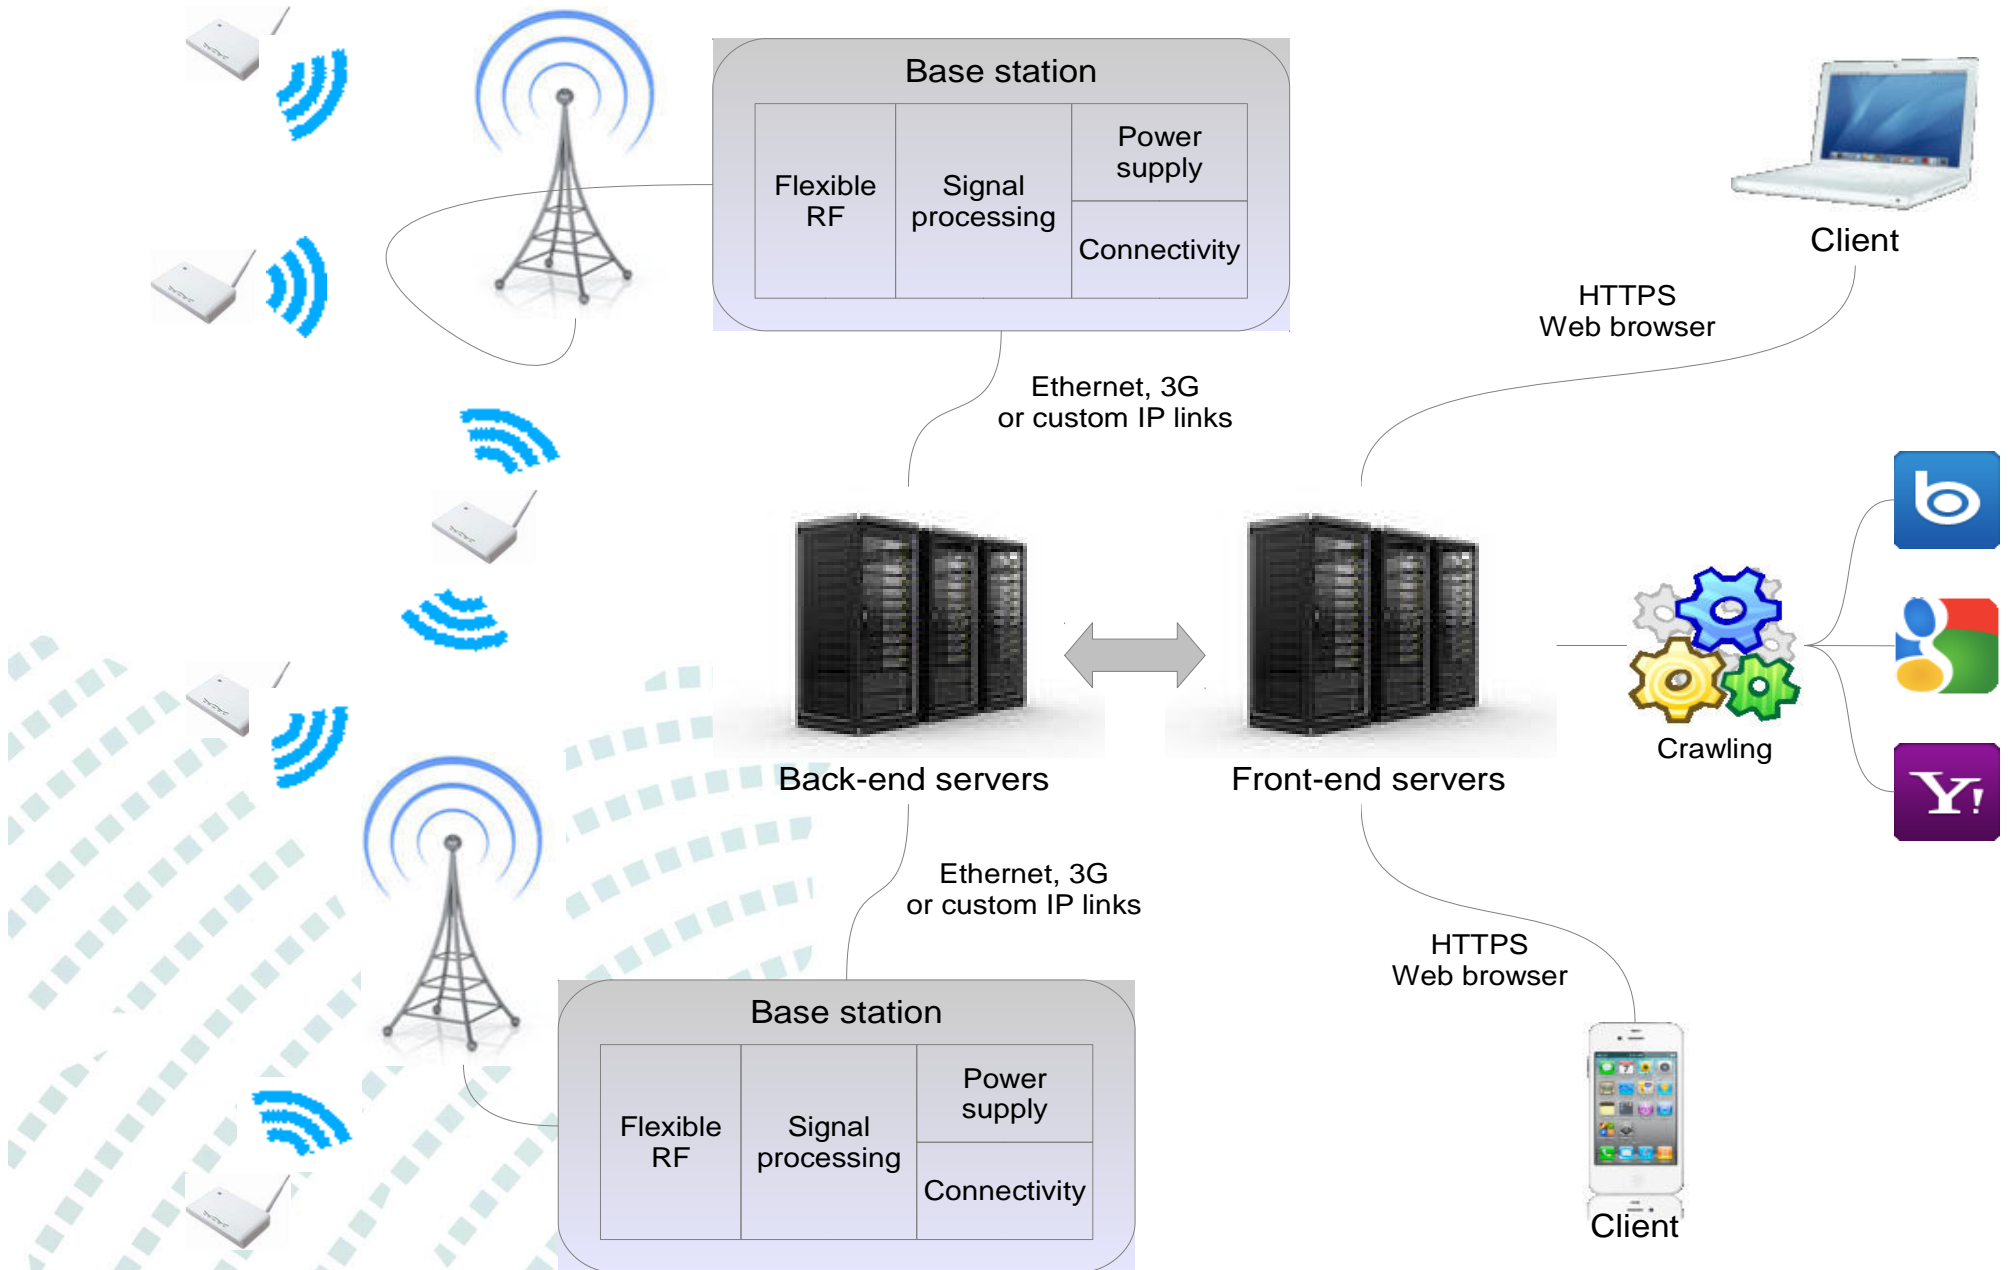 Base station
Flexible
RF
Signal
processing
Power
supply
Connectivity
Client
HTTPS
Web browser
Ethernet, 3G
or custom IP links
b
Back-end servers
Front-end servers
Crawling
Y!
Ethernet, 3G
or custom IP links
HTTPS
Web browser
Base station
Flexible
RF
Signal
processing
Power
supply
Connectivity
Client